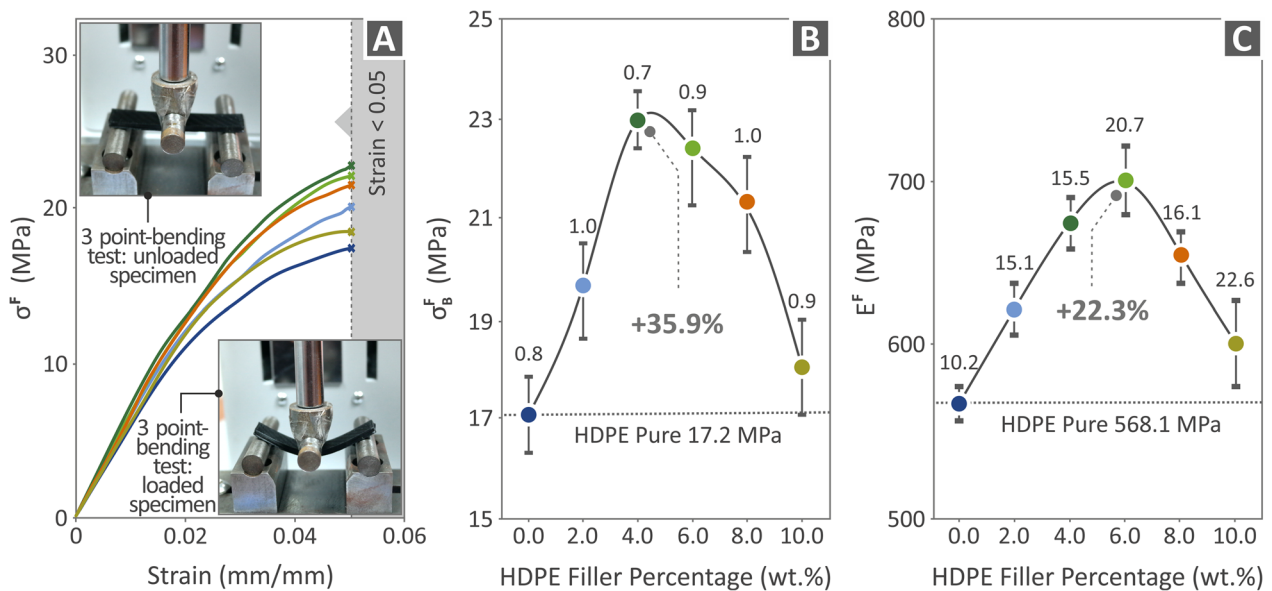 A
30
20
10
0
σᶠ (MPa)
3 point-bending
test: unloaded
specimen
Strain < 0.05
3 point-
bending
test:
loaded
specimen
0 0.02 0.04 0.06
Strain (mm/mm)
B
25
23
21
19
17
15
σ_Bᶠ (MPa)
0.8
1.0
0.7
0.9
1.0
0.9
+35.9%
HDPE Pure 17.2 MPa
0.0 2.0 4.0 6.0 8.0 10.0
HDPE Filler Percentage (wt.%)
C
800
700
600
500
Eᶠ (MPa)
10.2
15.1
15.5
20.7
16.1
22.6
+22.3%
HDPE Pure 568.1 MPa
0.0 2.0 4.0 6.0 8.0 10.0
HDPE Filler Percentage (wt.%)